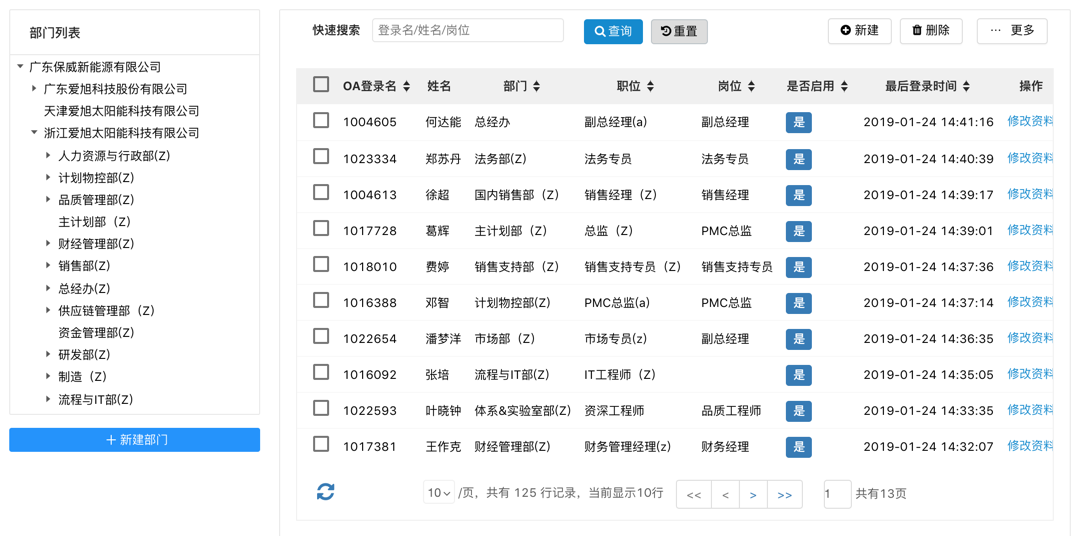 部门列表
广东保威新能源有限公司
广东爱旭科技股份有限公司
天津爱旭太阳能科技有限公司
浙江爱旭太阳能科技有限公司
人力资源与行政部(Z)
计划物控部(Z)
品质管理部(Z)
主计划部（Z)
财经管理部(Z)
销售部(Z)
总经办(Z)
供应链管理部（Z)
资金管理部(Z)
研发部(Z)
制造（Z)
流程与IT部(Z)
+ 新建部门
快速搜索 登录名/姓名/岗位 查询 重置 新建 删除 ··· 更多
OA登录名 姓名 部门 职位 岗位 是否启用 最后登录时间 操作
1004605 何达能 总经办 副总经理(a) 副总经理 是 2019-01-24 14:41:16 修改资料
1023334 郑苏丹 法务部(Z) 法务专员 法务专员 是 2019-01-24 14:40:39 修改资料
1004613 徐超 国内销售部（Z) 销售经理（Z) 销售经理 是 2019-01-24 14:39:17 修改资料
1017728 葛辉 主计划部（Z) 总监（Z) PMC总监 是 2019-01-24 14:39:01 修改资料
1018010 费婷 销售支持部（Z) 销售支持专员（Z) 销售支持专员 是 2019-01-24 14:37:36 修改资料
1016388 邓智 计划物控部(Z) PMC总监(a) PMC总监 是 2019-01-24 14:37:14 修改资料
1022654 潘梦洋 市场部（Z) 市场专员(z) 副总经理 是 2019-01-24 14:36:35 修改资料
1016092 张培 流程与IT部(Z) IT工程师（Z) 是 2019-01-24 14:35:05 修改资料
1022593 叶晓钟 体系&实验室部(Z) 资深工程师 品质工程师 是 2019-01-24 14:33:35 修改资料
1017381 王作克 财经管理部(Z) 财务管理经理(z) 财务经理 是 2019-01-24 14:32:07 修改资料
10 /页，共有 125 行记录，当前显示10行 << < > >> 1 共有13页